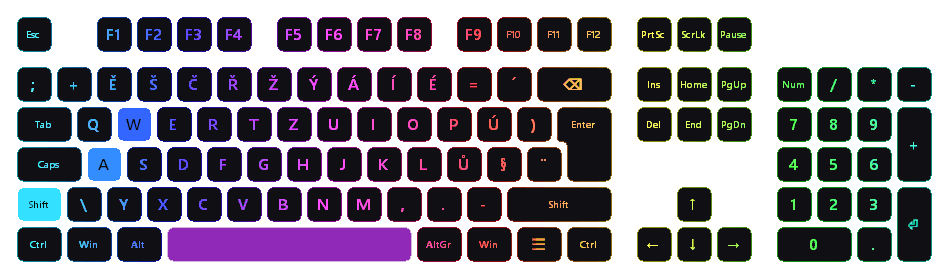 Esc F1 F2 F3 F4 F5 F6 F7 F8 F9 F10 F11 F12 PrtSc ScrLk Pause
; + Ě Š Č Ř Ž Ý Á Í É = ´ ⌫ Ins Home PgUp Num / * -
Tab Q W E R T Z U I O P Ú ) Enter Del End PgDn 7 8 9 +
Caps A S D F G H J K L Ů § ¨ 4 5 6
Shift \ Y X C V B N M , . - Shift ↑ 1 2 3 ⏎
Ctrl Win Alt AltGr Win ☰ Ctrl ← ↓ → 0 .